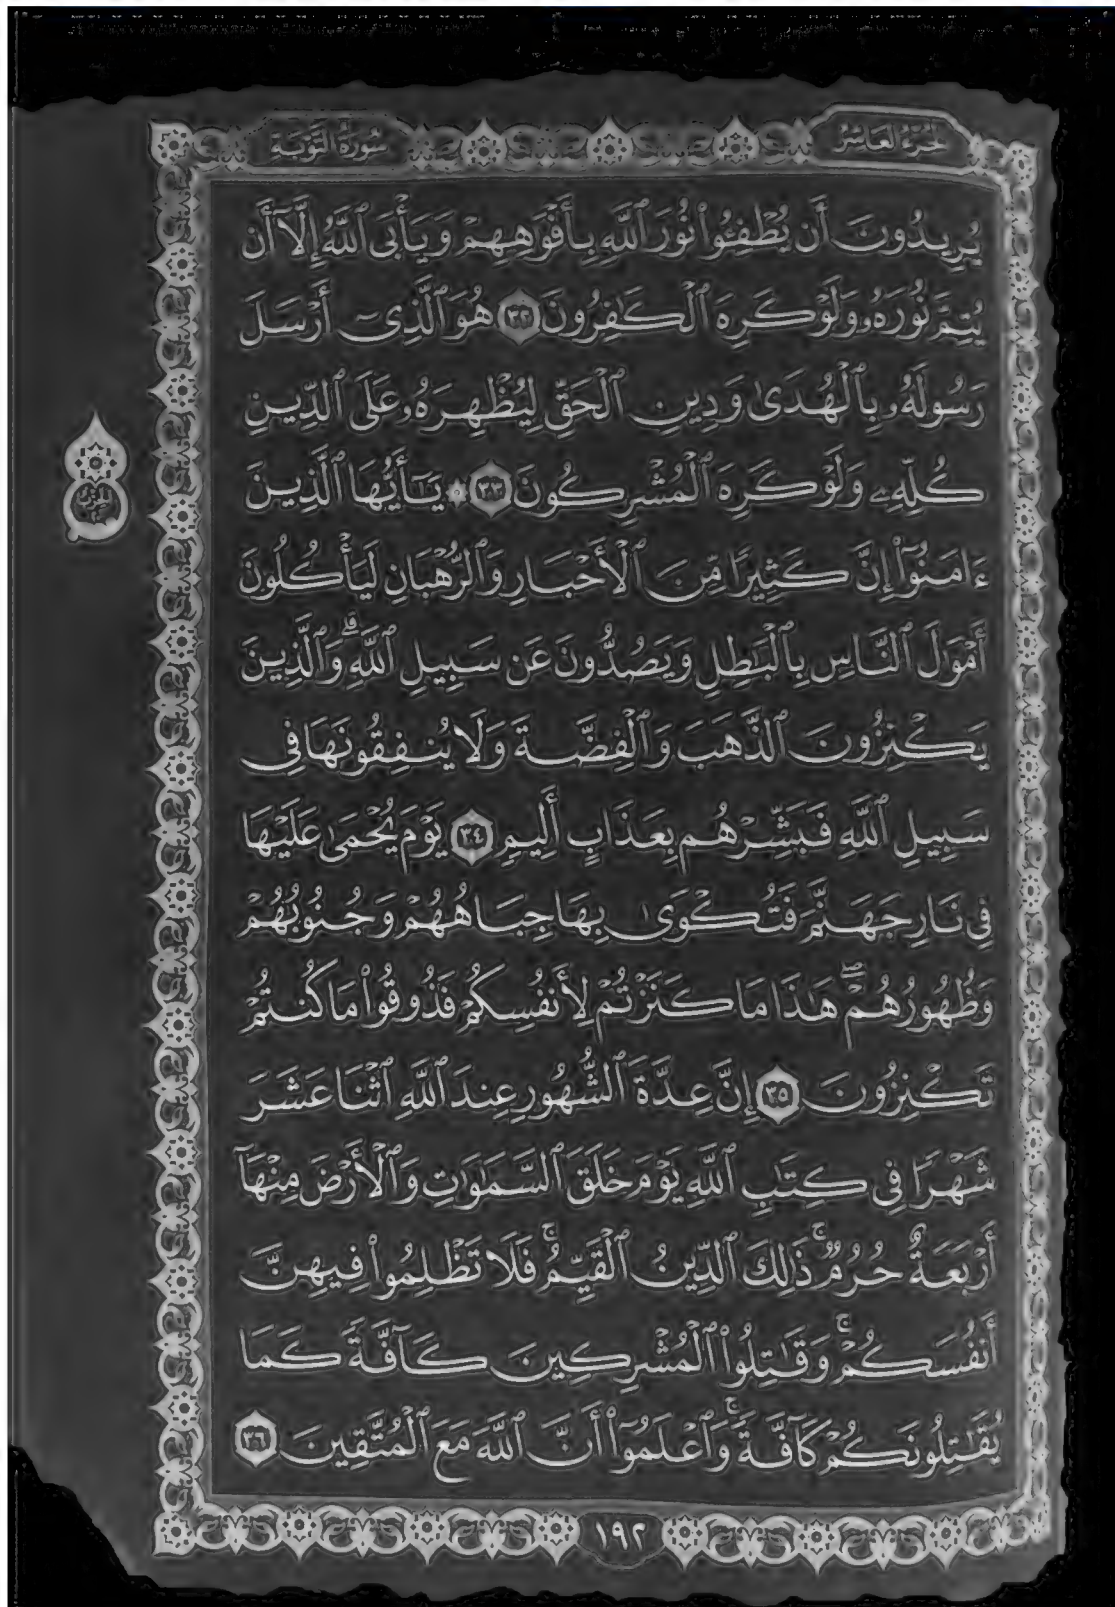 الجزء العاشر
سورة التوبة
يُرِيدُونَ أَن يُطْفِـُٔوا۟ نُورَ ٱللَّهِ بِأَفْوَٰهِهِمْ وَيَأْبَى ٱللَّهُ إِلَّآ أَن
يُتِمَّ نُورَهُۥ وَلَوْ كَرِهَ ٱلْكَٰفِرُونَ ٣٢ هُوَ ٱلَّذِىٓ أَرْسَلَ
رَسُولَهُۥ بِٱلْهُدَىٰ وَدِينِ ٱلْحَقِّ لِيُظْهِرَهُۥ عَلَى ٱلدِّينِ
كُلِّهِۦ وَلَوْ كَرِهَ ٱلْمُشْرِكُونَ ٣٣ ۞ يَٰٓأَيُّهَا ٱلَّذِينَ
ءَامَنُوٓا۟ إِنَّ كَثِيرًا مِّنَ ٱلْأَحْبَارِ وَٱلرُّهْبَانِ لَيَأْكُلُونَ
أَمْوَٰلَ ٱلنَّاسِ بِٱلْبَٰطِلِ وَيَصُدُّونَ عَن سَبِيلِ ٱللَّهِ ۗ وَٱلَّذِينَ
يَكْنِزُونَ ٱلذَّهَبَ وَٱلْفِضَّةَ وَلَا يُنفِقُونَهَا فِى
سَبِيلِ ٱللَّهِ فَبَشِّرْهُم بِعَذَابٍ أَلِيمٍ ٣٤ يَوْمَ يُحْمَىٰ عَلَيْهَا
فِى نَارِ جَهَنَّمَ فَتُكْوَىٰ بِهَا جِبَاهُهُمْ وَجُنُوبُهُمْ
وَظُهُورُهُمْ ۖ هَٰذَا مَا كَنَزْتُمْ لِأَنفُسِكُمْ فَذُوقُوا۟ مَا كُنتُمْ
تَكْنِزُونَ ٣٥ إِنَّ عِدَّةَ ٱلشُّهُورِ عِندَ ٱللَّهِ ٱثْنَا عَشَرَ
شَهْرًا فِى كِتَٰبِ ٱللَّهِ يَوْمَ خَلَقَ ٱلسَّمَٰوَٰتِ وَٱلْأَرْضَ مِنْهَآ
أَرْبَعَةٌ حُرُمٌ ۚ ذَٰلِكَ ٱلدِّينُ ٱلْقَيِّمُ ۚ فَلَا تَظْلِمُوا۟ فِيهِنَّ
أَنفُسَكُمْ ۚ وَقَٰتِلُوا۟ ٱلْمُشْرِكِينَ كَآفَّةً كَمَا
يُقَٰتِلُونَكُمْ كَآفَّةً ۚ وَٱعْلَمُوٓا۟ أَنَّ ٱللَّهَ مَعَ ٱلْمُتَّقِينَ ٣٦
١٩٢